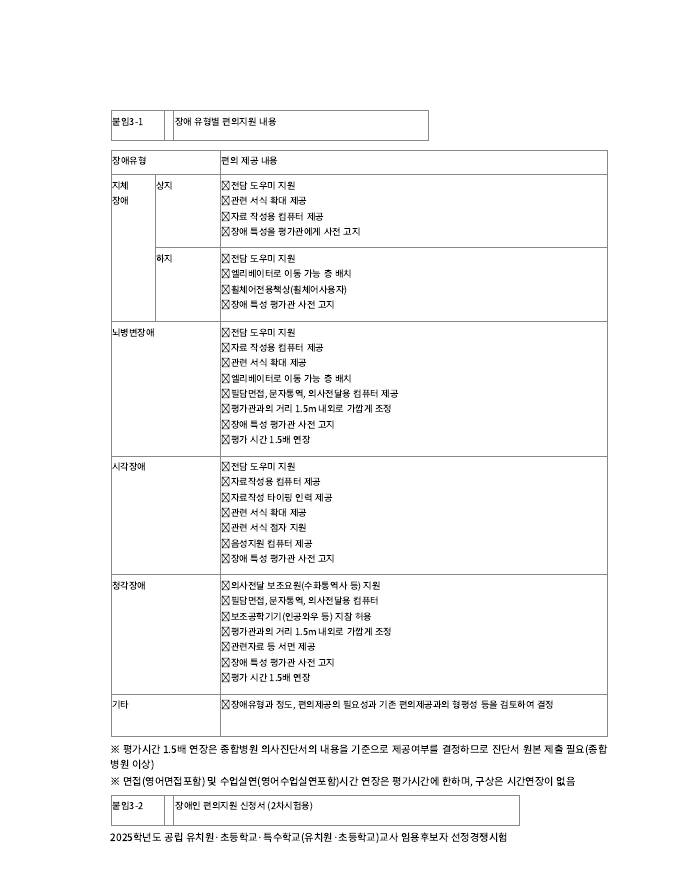 붙임3-1 장애 유형별 편의지원 내용
장애유형 편의 제공 내용
지체 장애
상지
☒전담 도우미 지원
☒관련 서식 확대 제공
☒자료 작성용 컴퓨터 제공
☒장애 특성을 평가관에게 사전 고지
하지
☒전담 도우미 지원
☒엘리베이터로 이동 가능 층 배치
☒휠체어전용책상(휠체어사용자)
☒장애 특성 평가관 사전 고지
뇌병변장애
☒전담 도우미 지원
☒자료 작성용 컴퓨터 제공
☒관련 서식 확대 제공
☒엘리베이터로 이동 가능 층 배치
☒필담면접, 문자통역, 의사전달용 컴퓨터 제공
☒평가관과의 거리 1.5m 내외로 가깝게 조정
☒장애 특성 평가관 사전 고지
☒평가 시간 1.5배 연장
시각장애
☒전담 도우미 지원
☒자료작성용 컴퓨터 제공
☒자료작성 타이핑 인력 제공
☒관련 서식 확대 제공
☒관련 서식 점자 지원
☒음성지원 컴퓨터 제공
☒장애 특성 평가관 사전 고지
청각장애
☒의사전달 보조요원(수화통역사 등) 지원
☒필담면접, 문자통역, 의사전달용 컴퓨터
☒보조공학기기(인공와우 등) 지참 허용
☒평가관과의 거리 1.5m 내외로 가깝게 조정
☒관련자료 등 서면 제공
☒장애 특성 평가관 사전 고지
☒평가 시간 1.5배 연장
기타
☒장애유형과 정도, 편의제공의 필요성과 기존 편의제공과의 형평성 등을 검토하여 결정
※ 평가시간 1.5배 연장은 종합병원 의사진단서의 내용을 기준으로 제공여부를 결정하므로 진단서 원본 제출 필요(종합
병원 이상)
※ 면접(영어면접포함) 및 수업실연(영어수업실연포함)시간 연장은 평가시간에 한하며, 구상은 시간연장이 없음
붙임3-2 장애인 편의지원 신청서 (2차시험용)
2025학년도 공립 유치원·초등학교·특수학교(유치원·초등학교)교사 임용후보자 선정경쟁시험